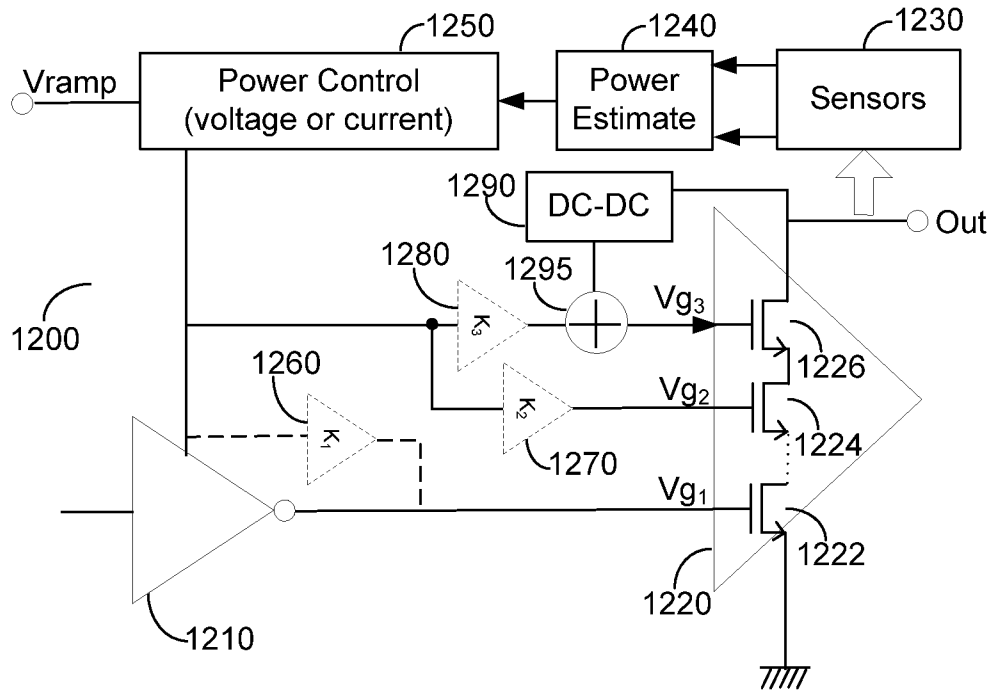 1250
1240
1230
Vramp
Power Control
(voltage or current)
Power
Estimate
Sensors
1290
DC-DC
Out
1280
1295
Vg3
K3
1200
1226
1260
Vg2
K1
K2
1224
1270
Vg1
1222
1220
1210